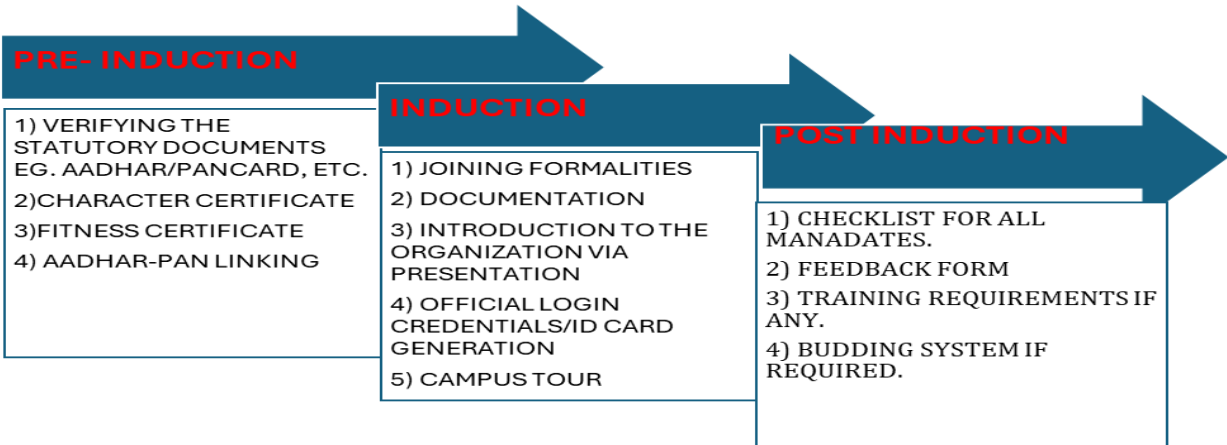 PRE- INDUCTION
1) VERIFYING THE
STATUTORY DOCUMENTS
EG. AADHAR/PANCARD, ETC.
2)CHARACTER CERTIFICATE
3)FITNESS CERTIFICATE
4) AADHAR-PAN LINKING
INDUCTION
1) JOINING FORMALITIES
2) DOCUMENTATION
3) INTRODUCTION TO THE
ORGANIZATION VIA
PRESENTATION
4) OFFICIAL LOGIN
CREDENTIALS/ID CARD
GENERATION
5) CAMPUS TOUR
POST INDUCTION
1) CHECKLIST FOR ALL
MANADATES.
2) FEEDBACK FORM
3) TRAINING REQUIREMENTS IF
ANY.
4) BUDDING SYSTEM IF
REQUIRED.